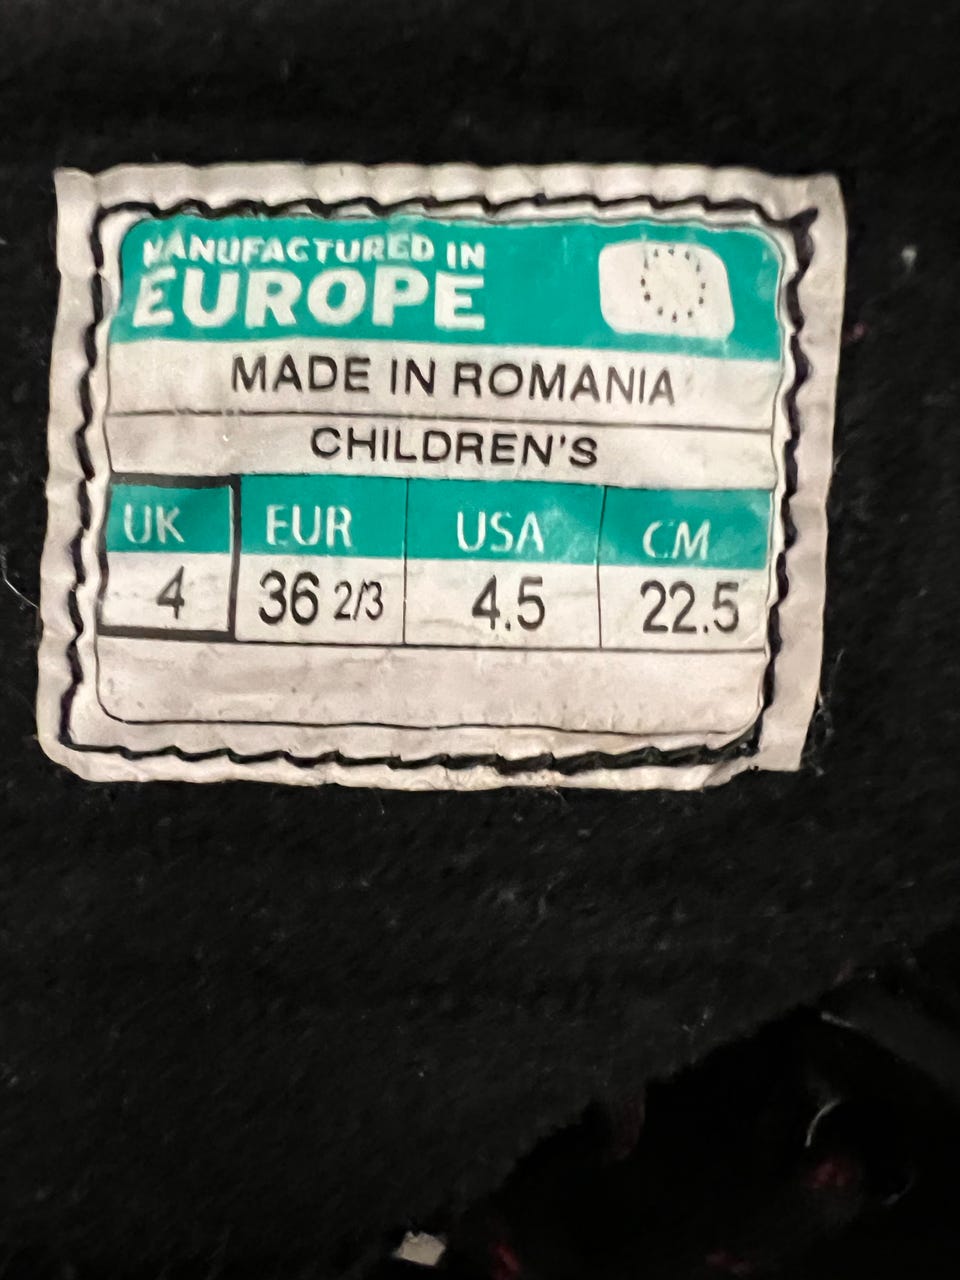 MANUFACTURED IN
EUROPE
MADE IN ROMANIA
CHILDREN'S
UK EUR USA CM
4 36 2/3 4.5 22.5